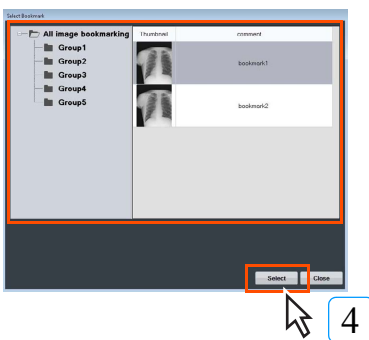 Select Bookmark
All image bookmarking
Group1
Group2
Group3
Group4
Group5
Thumbnail comment
bookmark1
bookmark2
Select Close
4